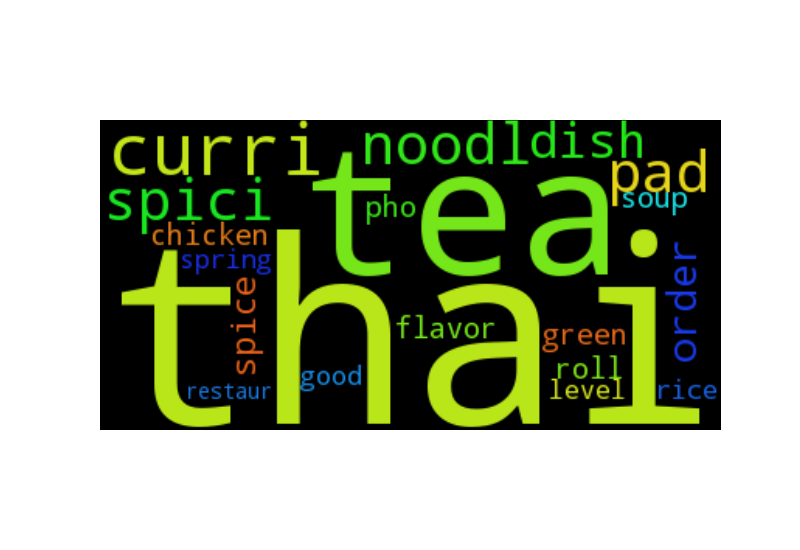 curri noodl dish
pad
spici tea soup
pho
chicken
spring
thai
order
spice
flavor green
roll
good level
restaur rice